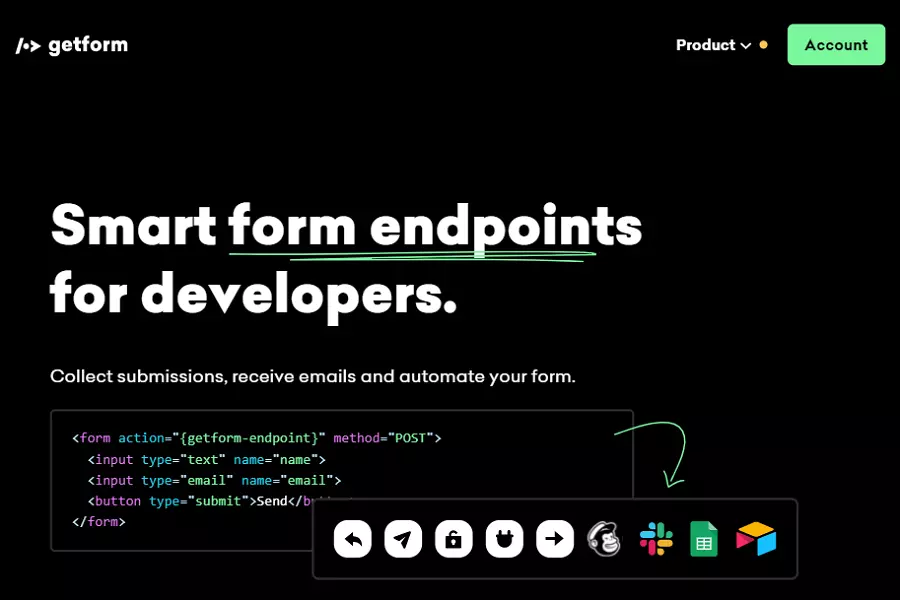 /•> getform
Product
Account
Smart form endpoints
for developers.
Collect submissions, receive emails and automate your form.
<form action="{getform-endpoint}" method="POST">
<input type="text" name="name">
<input type="email" name="email">
<button type="submit">Send</
</form>